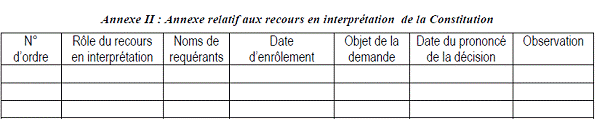 Annexe II : Annexe relatif aux recours en interprétation de la Constitution
N° d'ordre
Rôle du recours en interprétation
Noms de requérants
Date d'enrôlement
Objet de la demande
Date du prononcé de la décision
Observation